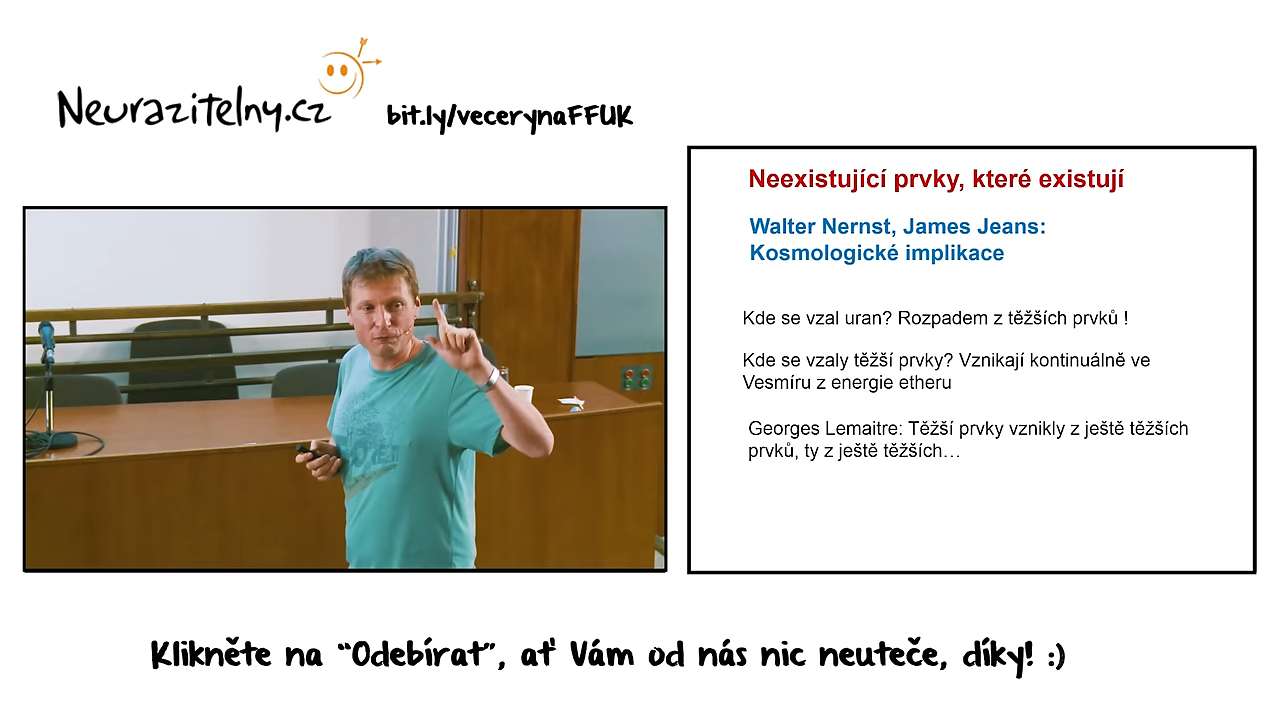 Neurazitelny.cz
bit.ly/vecerynaFFUK
Neexistující prvky, které existují
Walter Nernst, James Jeans:
Kosmologické implikace
Kde se vzal uran? Rozpadem z těžších prvků !
Kde se vzaly těžší prvky? Vznikají kontinuálně ve
Vesmíru z energie etheru
Georges Lemaitre: Těžší prvky vznikly z ještě těžších
prvků, ty z ještě těžších…
Klikněte na “Odebírat”, ať Vám od nás nic neuteče, díky! :)